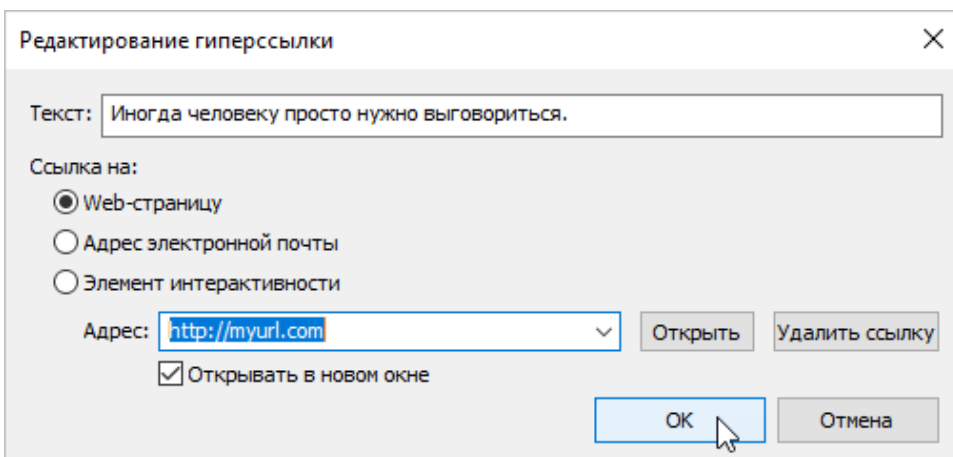 Редактирование гиперссылки
Текст: Иногда человеку просто нужно выговориться.
Ссылка на:
Web-страницу
Адрес электронной почты
Элемент интерактивности
Адрес: http://myurl.com Открыть Удалить ссылку
Открывать в новом окне
ОК Отмена